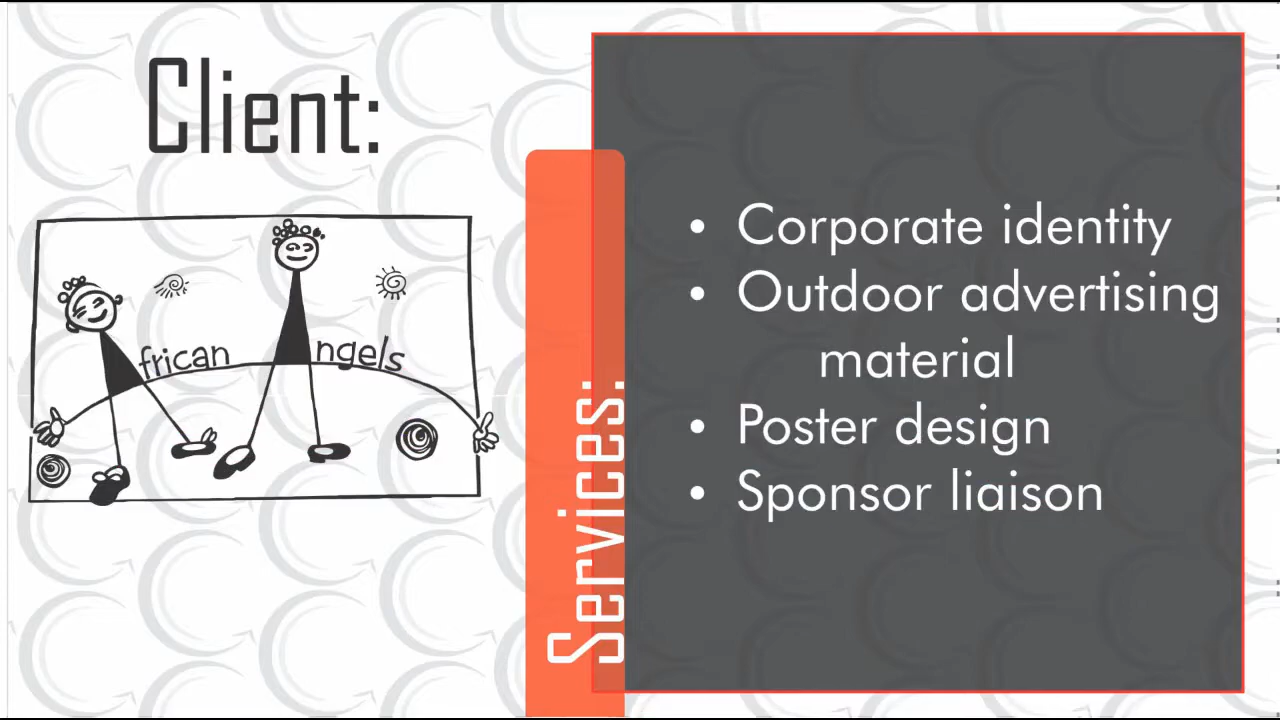 Client:
frican ngels
Services:
• Corporate identity
• Outdoor advertising
material
• Poster design
• Sponsor liaison